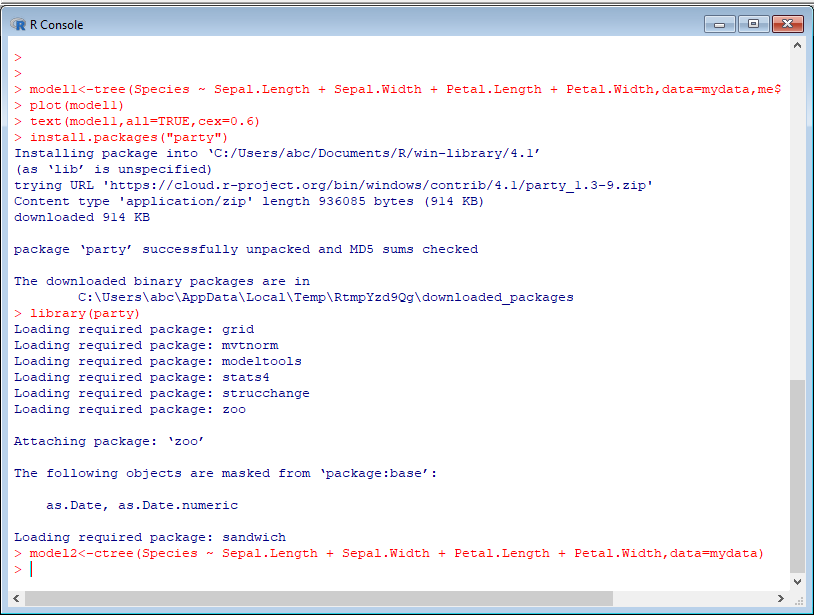 R Console
>
>
> model1<-tree(Species ~ Sepal.Length + Sepal.Width + Petal.Length + Petal.Width,data=mydata,me$
> plot(model1)
> text(model1,all=TRUE,cex=0.6)
> install.packages("party")
Installing package into ‘C:/Users/abc/Documents/R/win-library/4.1’
(as ‘lib’ is unspecified)
trying URL 'https://cloud.r-project.org/bin/windows/contrib/4.1/party_1.3-9.zip'
Content type 'application/zip' length 936085 bytes (914 KB)
downloaded 914 KB
package ‘party’ successfully unpacked and MD5 sums checked
The downloaded binary packages are in
        C:\Users\abc\AppData\Local\Temp\RtmpYzd9Qg\downloaded_packages
> library(party)
Loading required package: grid
Loading required package: mvtnorm
Loading required package: modeltools
Loading required package: stats4
Loading required package: strucchange
Loading required package: zoo
Attaching package: ‘zoo’
The following objects are masked from ‘package:base’:
    as.Date, as.Date.numeric
Loading required package: sandwich
> model2<-ctree(Species ~ Sepal.Length + Sepal.Width + Petal.Length + Petal.Width,data=mydata)
>